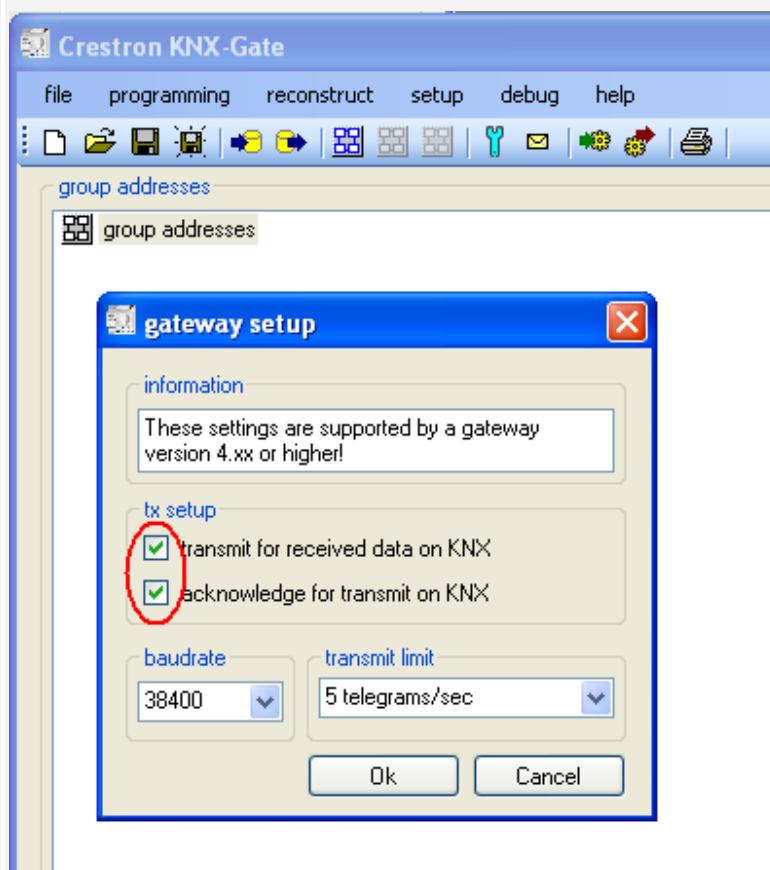 Crestron KNX-Gate
file programming reconstruct setup debug help
group addresses
group addresses
gateway setup
information
These settings are supported by a gateway
version 4.xx or higher!
tx setup
transmit for received data on KNX
acknowledge for transmit on KNX
baudrate transmit limit
38400 5 telegrams/sec
Ok Cancel